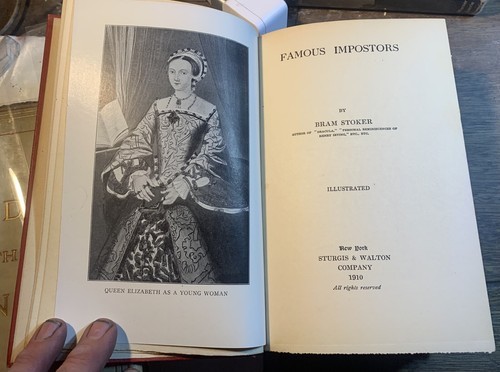 QUEEN ELIZABETH AS A YOUNG WOMAN
FAMOUS IMPOSTORS
BY
BRAM STOKER
AUTHOR OF "DRACULA," "PERSONAL REMINISCENCES OF
HENRY IRVING," ETC., ETC.
ILLUSTRATED
New York
STURGIS & WALTON
COMPANY
1910
All rights reserved